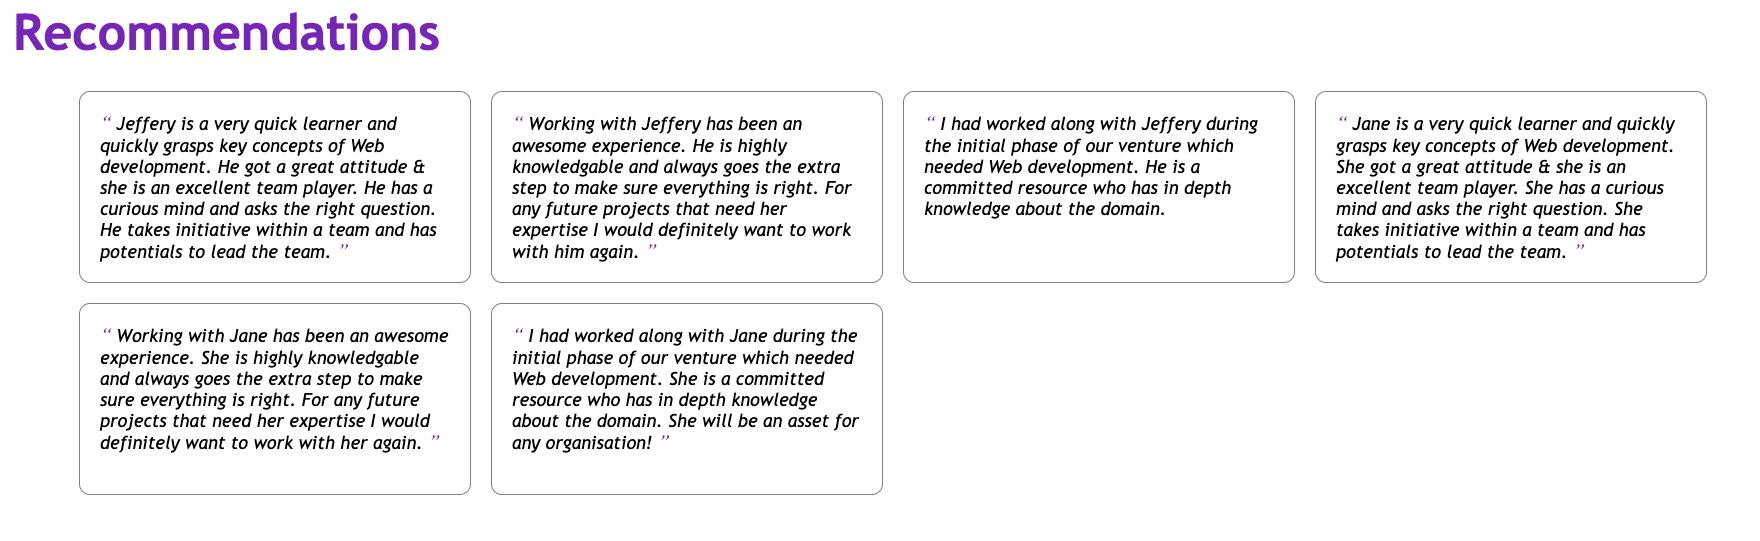 Recommendations
“ Jeffery is a very quick learner and
quickly grasps key concepts of Web
development. He got a great attitude &
she is an excellent team player. He has a
curious mind and asks the right question.
He takes initiative within a team and has
potentials to lead the team. ”
“ Working with Jeffery has been an
awesome experience. He is highly
knowledgable and always goes the extra
step to make sure everything is right. For
any future projects that need her
expertise I would definitely want to work
with him again. ”
“ I had worked along with Jeffery during
the initial phase of our venture which
needed Web development. He is a
committed resource who has in depth
knowledge about the domain.
“ Jane is a very quick learner and quickly
grasps key concepts of Web development.
She got a great attitude & she is an
excellent team player. She has a curious
mind and asks the right question. She
takes initiative within a team and has
potentials to lead the team. ”
“ Working with Jane has been an awesome
experience. She is highly knowledgable
and always goes the extra step to make
sure everything is right. For any future
projects that need her expertise I would
definitely want to work with her again. ”
“ I had worked along with Jane during the
initial phase of our venture which needed
Web development. She is a committed
resource who has in depth knowledge
about the domain. She will be an asset for
any organisation! ”